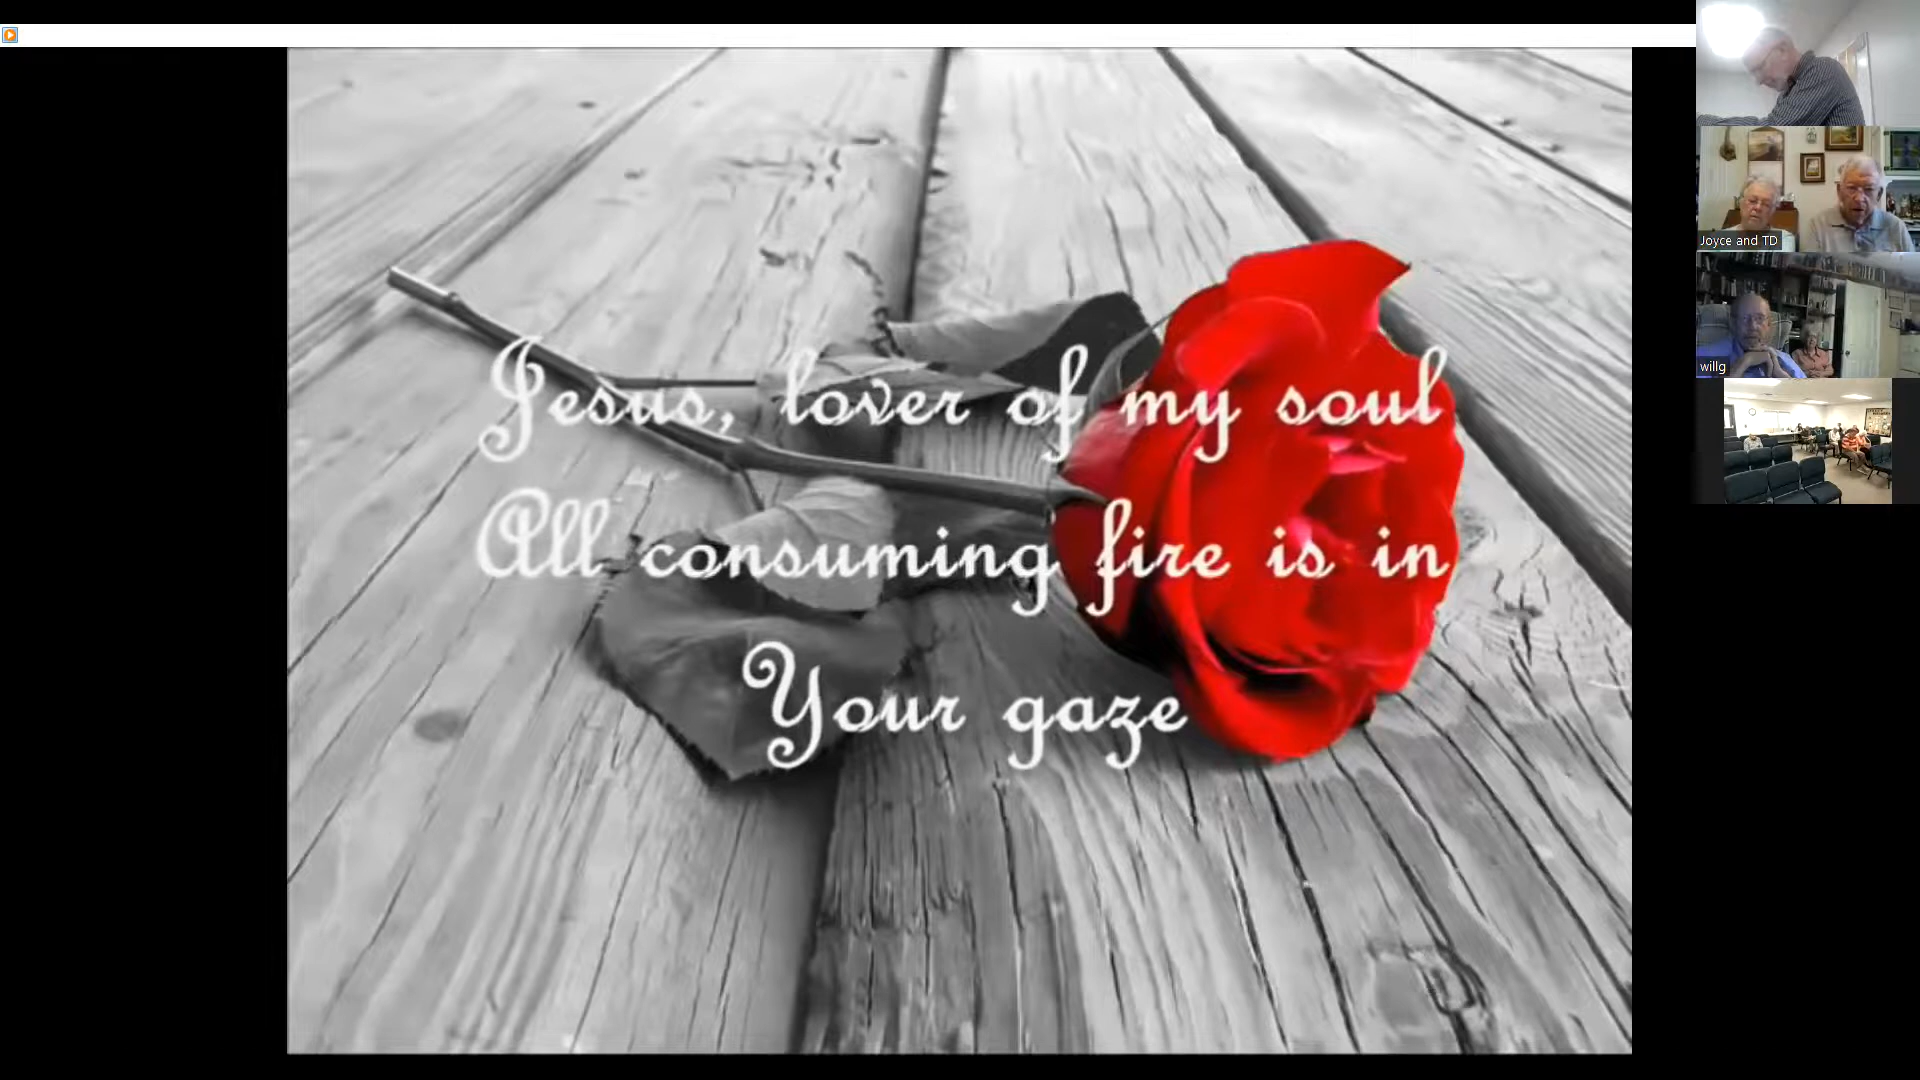 Jesus, lover of my soul
All consuming fire is in
Your gaze
Joyce and TD
willg